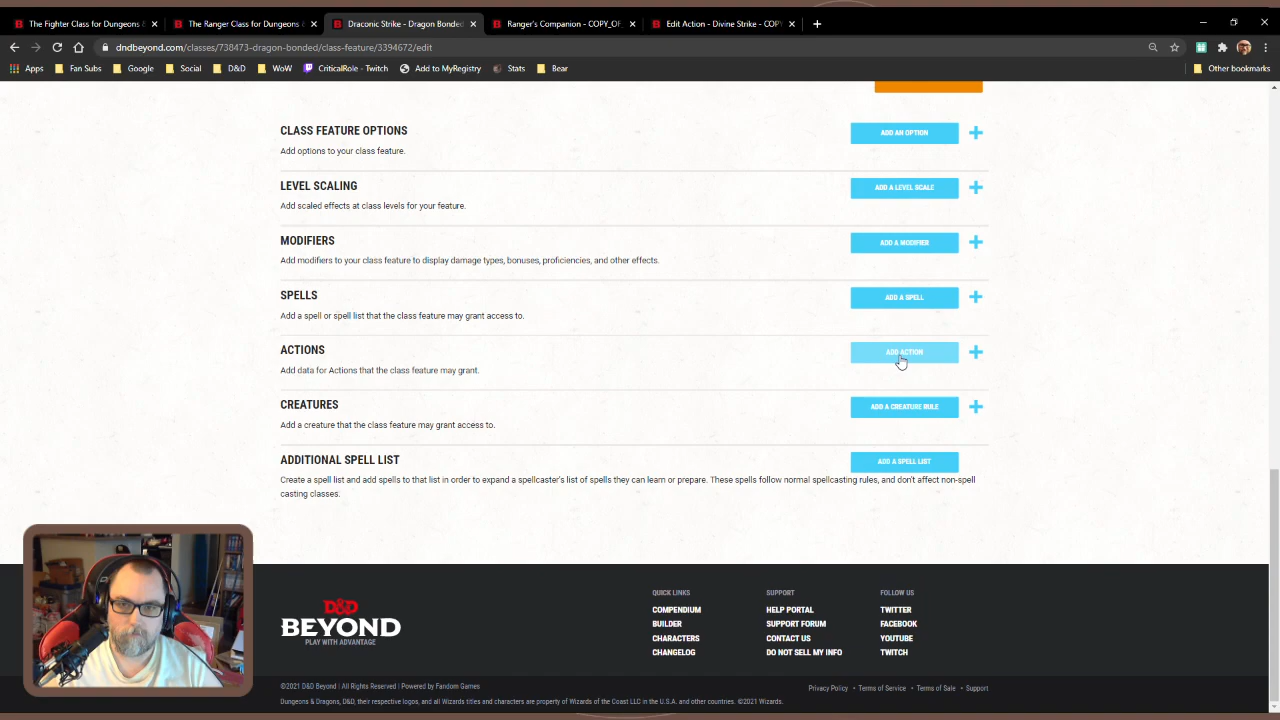 The Fighter Class for Dungeons &
The Ranger Class for Dungeons &
Draconic Strike - Dragon Bonded
Ranger's Companion - COPY_OF
Edit Action - Divine Strike - COPY
dndbeyond.com/classes/738473-dragon-bonded/class-feature/3394672/edit
Apps
Fan Subs
Google
Social
D&D
WoW
CriticalRole - Twitch
Add to MyRegistry
Stats
Bear
Other bookmarks
CLASS FEATURE OPTIONS
ADD AN OPTION
Add options to your class feature.
LEVEL SCALING
ADD A LEVEL SCALE
Add scaled effects at class levels for your feature.
MODIFIERS
ADD A MODIFIER
Add modifiers to your class feature to display damage types, bonuses, proficiencies, and other effects.
SPELLS
ADD A SPELL
Add a spell or spell list that the class feature may grant access to.
ACTIONS
ADD ACTION
Add data for Actions that the class feature may grant.
CREATURES
ADD A CREATURE RULE
Add a creature that the class feature may grant access to.
ADDITIONAL SPELL LIST
ADD A SPELL LIST
Create a spell list and add spells to that list in order to expand a spellcaster's list of spells they can learn or prepare. These spells follow normal spellcasting rules, and don't affect non-spell
casting classes.
D&D
BEYOND
PLAY WITH ADVANTAGE
QUICK LINKS
COMPENDIUM
BUILDER
CHARACTERS
CHANGELOG
SUPPORT
HELP PORTAL
SUPPORT FORUM
CONTACT US
DO NOT SELL MY INFO
FOLLOW US
TWITTER
FACEBOOK
YOUTUBE
TWITCH
©2021 D&D Beyond | All Rights Reserved | Powered by Fandom Games
Privacy Policy • Terms of Service • Terms of Sale • Support
Dungeons & Dragons, D&D, their respective logos, and all Wizards titles and characters are property of Wizards of the Coast LLC in the U.S.A. and other countries. ©2021 Wizards.